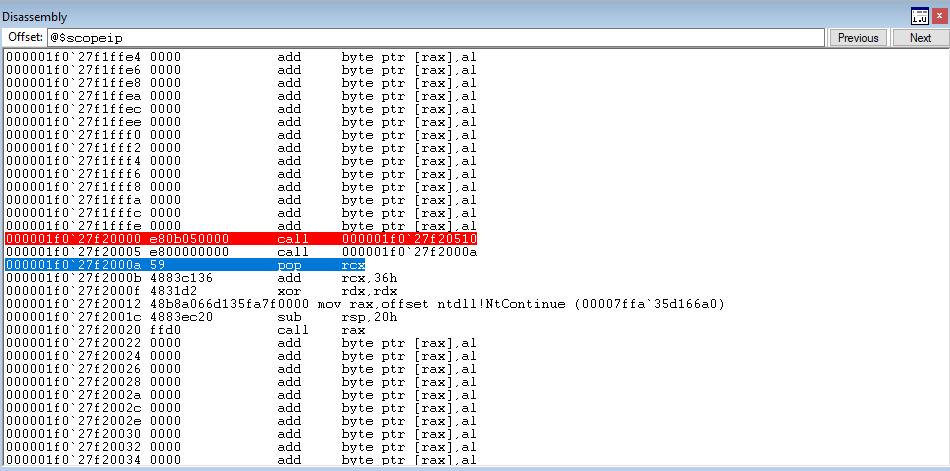 Disassembly
Offset: @$scopeip Previous Next
000001f0`27f1ffe4 0000 add byte ptr [rax],al
000001f0`27f1ffe6 0000 add byte ptr [rax],al
000001f0`27f1ffe8 0000 add byte ptr [rax],al
000001f0`27f1ffea 0000 add byte ptr [rax],al
000001f0`27f1ffec 0000 add byte ptr [rax],al
000001f0`27f1ffee 0000 add byte ptr [rax],al
000001f0`27f1fff0 0000 add byte ptr [rax],al
000001f0`27f1fff2 0000 add byte ptr [rax],al
000001f0`27f1fff4 0000 add byte ptr [rax],al
000001f0`27f1fff6 0000 add byte ptr [rax],al
000001f0`27f1fff8 0000 add byte ptr [rax],al
000001f0`27f1fffa 0000 add byte ptr [rax],al
000001f0`27f1fffc 0000 add byte ptr [rax],al
000001f0`27f1fffe 0000 add byte ptr [rax],al
000001f0`27f20000 e80b050000 call 000001f0`27f20510
000001f0`27f20005 e800000000 call 000001f0`27f2000a
000001f0`27f2000a 59 pop rcx
000001f0`27f2000b 4883c136 add rcx,36h
000001f0`27f2000f 4831d2 xor rdx,rdx
000001f0`27f20012 48b8a066d135fa7f0000 mov rax,offset ntdll!NtContinue (00007ffa`35d166a0)
000001f0`27f2001c 4883ec20 sub rsp,20h
000001f0`27f20020 ffd0 call rax
000001f0`27f20022 0000 add byte ptr [rax],al
000001f0`27f20024 0000 add byte ptr [rax],al
000001f0`27f20026 0000 add byte ptr [rax],al
000001f0`27f20028 0000 add byte ptr [rax],al
000001f0`27f2002a 0000 add byte ptr [rax],al
000001f0`27f2002c 0000 add byte ptr [rax],al
000001f0`27f2002e 0000 add byte ptr [rax],al
000001f0`27f20030 0000 add byte ptr [rax],al
000001f0`27f20032 0000 add byte ptr [rax],al
000001f0`27f20034 0000 add byte ptr [rax],al